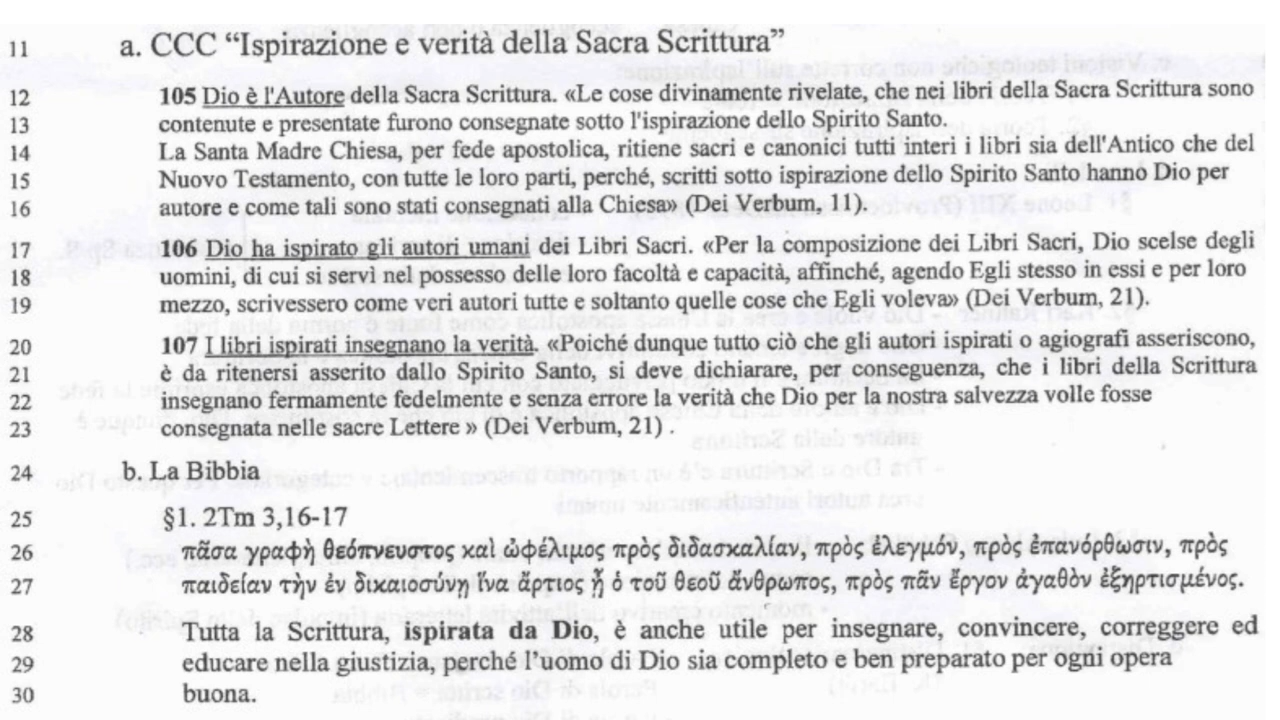 11 a. CCC “Ispirazione e verità della Sacra Scrittura”
12 105 Dio è l'Autore della Sacra Scrittura. «Le cose divinamente rivelate, che nei libri della Sacra Scrittura sono
13 contenute e presentate furono consegnate sotto l'ispirazione dello Spirito Santo.
14 La Santa Madre Chiesa, per fede apostolica, ritiene sacri e canonici tutti interi i libri sia dell'Antico che del
15 Nuovo Testamento, con tutte le loro parti, perché, scritti sotto ispirazione dello Spirito Santo hanno Dio per
16 autore e come tali sono stati consegnati alla Chiesa» (Dei Verbum, 11).
17 106 Dio ha ispirato gli autori umani dei Libri Sacri. «Per la composizione dei Libri Sacri, Dio scelse degli
18 uomini, di cui si servì nel possesso delle loro facoltà e capacità, affinché, agendo Egli stesso in essi e per loro
19 mezzo, scrivessero come veri autori tutte e soltanto quelle cose che Egli voleva» (Dei Verbum, 21).
20 107 I libri ispirati insegnano la verità. «Poiché dunque tutto ciò che gli autori ispirati o agiografi asseriscono,
21 è da ritenersi asserito dallo Spirito Santo, si deve dichiarare, per conseguenza, che i libri della Scrittura
22 insegnano fermamente fedelmente e senza errore la verità che Dio per la nostra salvezza volle fosse
23 consegnata nelle sacre Lettere » (Dei Verbum, 21) .
24 b. La Bibbia
25 §1. 2Tm 3,16-17
26 πᾶσα γραφὴ θεόπνευστος καὶ ὠφέλιμος πρὸς διδασκαλίαν, πρὸς ἐλεγμόν, πρὸς ἐπανόρθωσιν, πρὸς
27 παιδείαν τὴν ἐν δικαιοσύνῃ ἵνα ἄρτιος ᾖ ὁ τοῦ θεοῦ ἄνθρωπος, πρὸς πᾶν ἔργον ἀγαθὸν ἐξηρτισμένος.
28 Tutta la Scrittura, ispirata da Dio, è anche utile per insegnare, convincere, correggere ed
29 educare nella giustizia, perché l'uomo di Dio sia completo e ben preparato per ogni opera
30 buona.